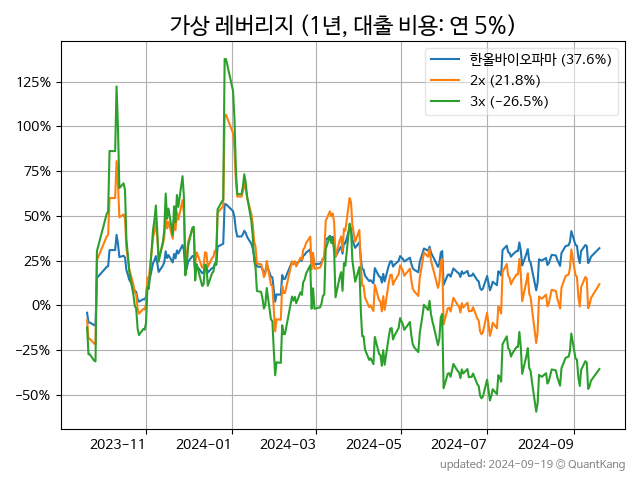 가상 레버리지 (1년, 대출 비용: 연 5%)
한올바이오파마 (37.6%)
2x (21.8%)
3x (−26.5%)
125%
100%
75%
50%
25%
0%
−25%
−50%
2023-11
2024-01
2024-03
2024-05
2024-07
2024-09
updated: 2024-09-19 © QuantKang